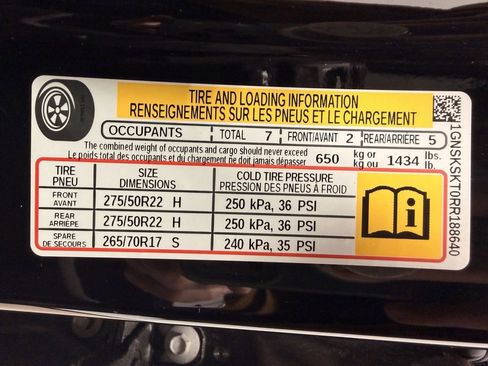 TIRE AND LOADING INFORMATION
RENSEIGNEMENTS SUR LES PNEUS ET LE CHARGEMENT
OCCUPANTS TOTAL 7 FRONT/AVANT 2 REAR/ARRIÈRE 5
The combined weight of occupants and cargo should never exceed
Le poids total des occupants et du chargement ne doit jamais dépasser 650 kg or kg ou 1434 lbs. lb.
TIRE PNEU SIZE DIMENSIONS COLD TIRE PRESSURE PRESSION DES PNEUS À FROID
FRONT AVANT 275/50R22 H 250 kPa, 36 PSI
REAR ARRIÈRE 275/50R22 H 250 kPa, 36 PSI
SPARE DE SECOURS 265/70R17 S 240 kPa, 35 PSI
i
1GNSKSKT0RR188640